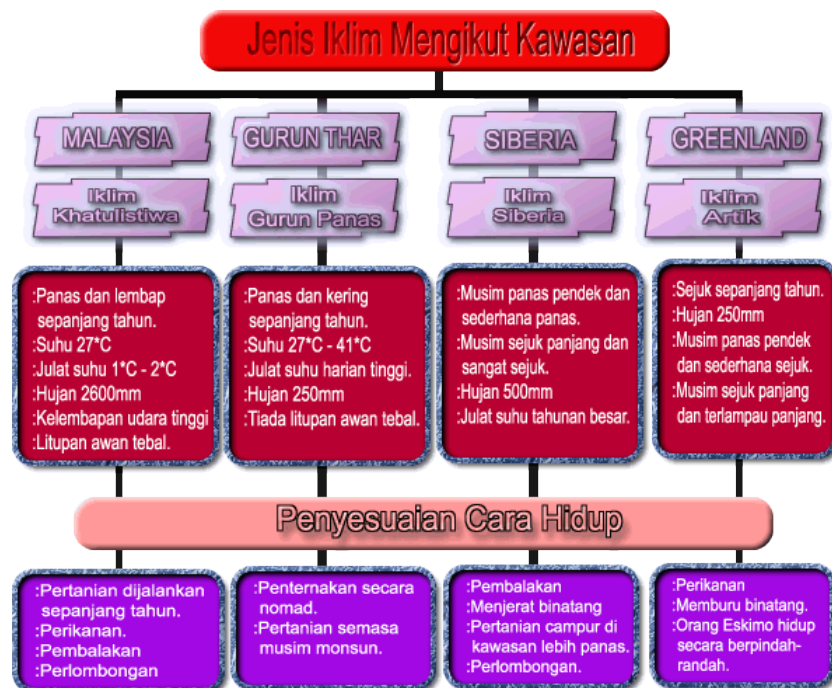 Jenis Iklim Mengikut Kawasan
MALAYSIA
Iklim
Khatulistiwa
:Panas dan lembap
sepanjang tahun.
:Suhu 27*C
:Julat suhu 1*C - 2*C
:Hujan 2600mm
:Kelembapan udara tinggi
:Litupan awan tebal.
GURUN THAR
Iklim
Gurun Panas
:Panas dan kering
sepanjang tahun.
:Suhu 27*C - 41*C
:Julat suhu harian tinggi.
:Hujan 250mm
:Tiada litupan awan tebal.
SIBERIA
Iklim
Siberia
:Musim panas pendek dan
sederhana panas.
:Musim sejuk panjang dan
sangat sejuk.
:Hujan 500mm
:Julat suhu tahunan besar.
GREENLAND
Iklim
Artik
:Sejuk sepanjang tahun.
:Hujan 250mm
:Musim panas pendek
dan sederhana sejuk.
:Musim sejuk panjang
dan terlampau panjang.
Penyesuaian Cara Hidup
:Pertanian dijalankan
sepanjang tahun.
:Perikanan.
:Pembalakan
:Perlombongan
:Penternakan secara
nomad.
:Pertanian semasa
musim monsun.
:Pembalakan
:Menjerat binatang
:Pertanian campur di
kawasan lebih panas.
:Perlombongan.
:Perikanan
:Memburu binatang.
:Orang Eskimo hidup
secara berpindah-
randah.